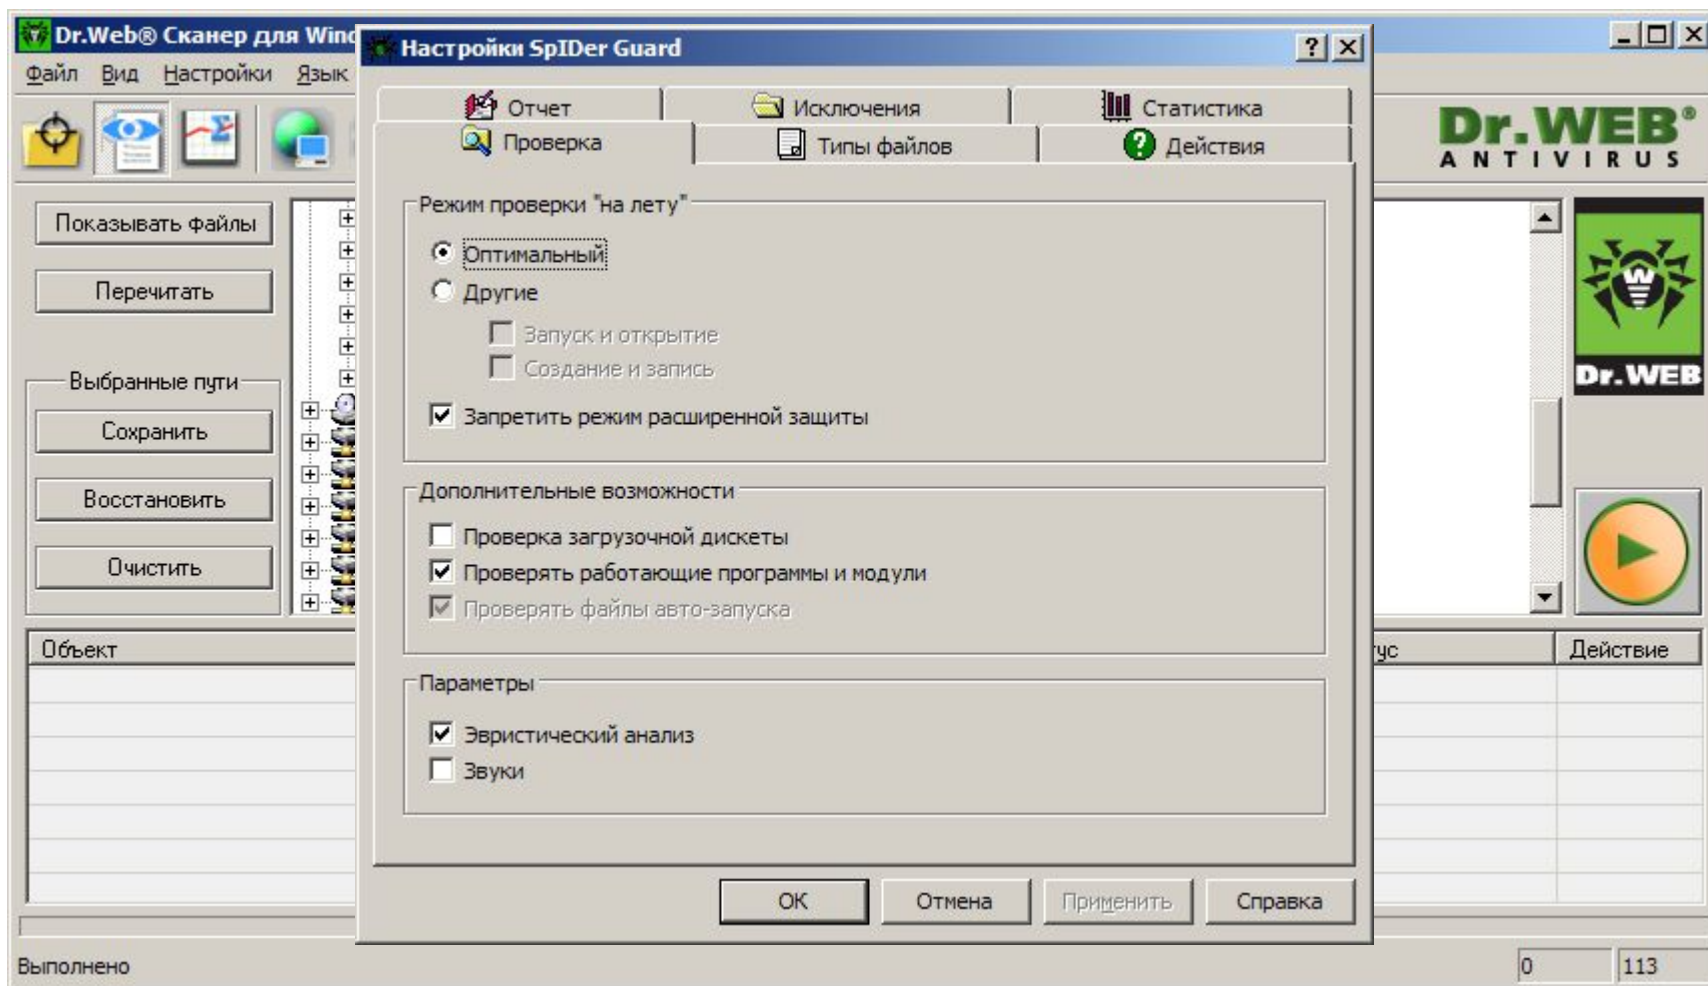 Dr.Web® Сканер для Wind
Настройки SpIDer Guard
Файл Вид Настройки Язык
Отчет Исключения Статистика
Проверка Типы файлов Действия
Dr.WEB®
ANTIVIRUS
Показывать файлы
Перечитать
Выбранные пути
Сохранить
Восстановить
Очистить
Режим проверки "на лету"
Оптимальный
Другие
Запуск и открытие
Создание и запись
Запретить режим расширенной защиты
Дополнительные возможности
Проверка загрузочной дискеты
Проверять работающие программы и модули
Проверять файлы авто-запуска
Параметры
Эвристический анализ
Звуки
OK Отмена Применить Справка
W
Dr.WEB
Объект тус Действие
Выполнено 0 113